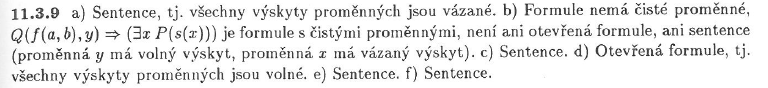 11.3.9 a) Sentence, tj. všechny výskyty proměnných jsou vázané. b) Formule nemá čisté proměnné,
Q(f(a, b), y) ⇒ (∃x P(s(x))) je formule s čistými proměnnými, není ani otevřená formule, ani sentence
(proměnná y má volný výskyt, proměnná x má vázaný výskyt). c) Sentence. d) Otevřená formule, tj.
všechny výskyty proměnných jsou volné. e) Sentence. f) Sentence.